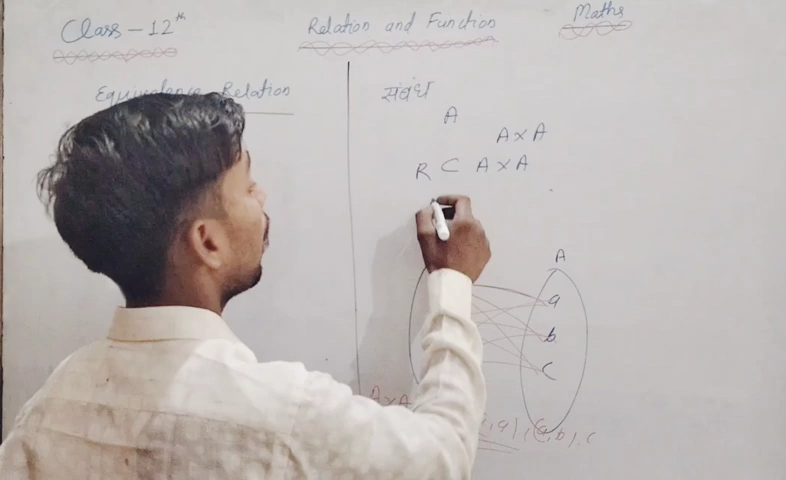 Class - 12th
Relation and Function
Maths
Equivalence Relation
संबंध
A
A × A
R ⊂ A × A
A
a
b
c
A × A
, a), (a, b), c